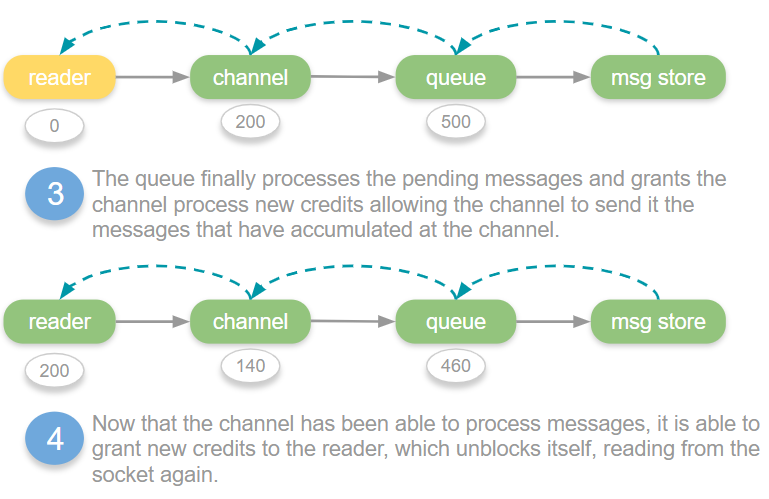 reader channel queue msg store
0 200 500
3 The queue finally processes the pending messages and grants the
channel process new credits allowing the channel to send it the
messages that have accumulated at the channel.
reader channel queue msg store
200 140 460
4 Now that the channel has been able to process messages, it is able to
grant new credits to the reader, which unblocks itself, reading from the
socket again.